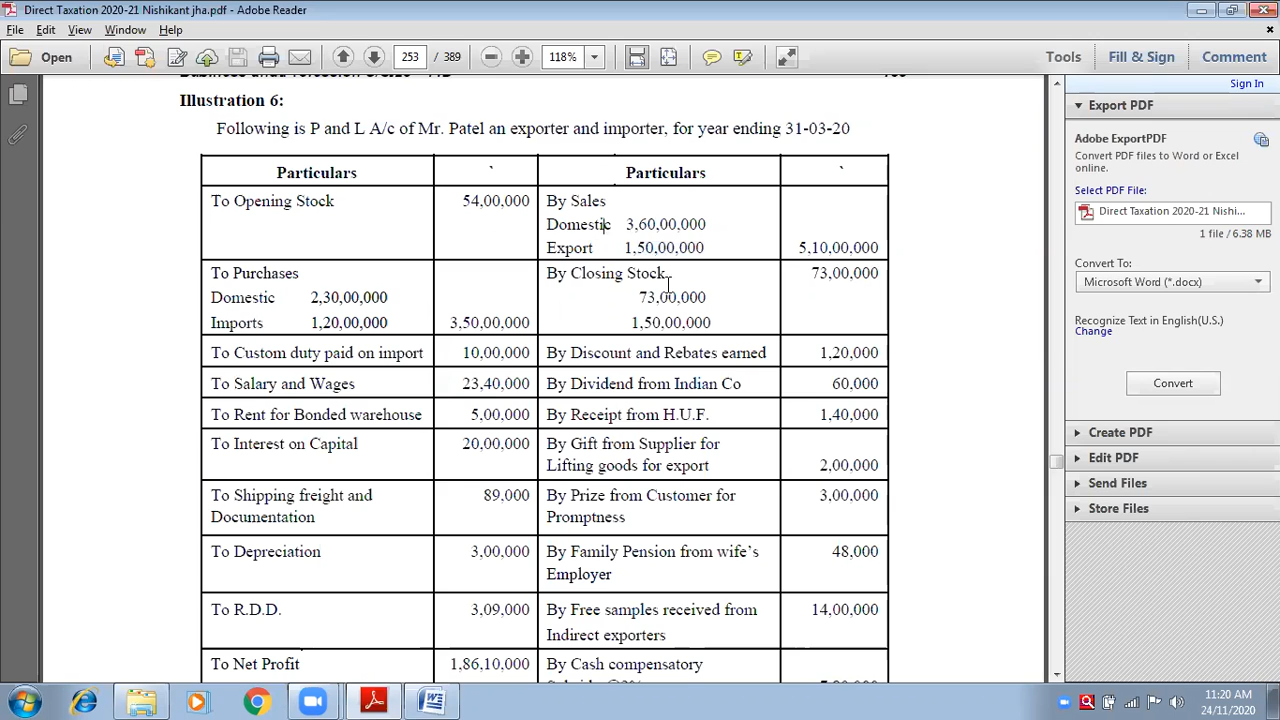 Direct Taxation 2020-21 Nishikant jha.pdf - Adobe Reader
File Edit View Window Help
Open 253 / 389 118% Tools Fill & Sign Comment
Sign In
Illustration 6:
Following is P and L A/c of Mr. Patel an exporter and importer, for year ending 31-03-20
Particulars ` Particulars `
To Opening Stock 54,00,000 By Sales
Domestic 3,60,00,000
Export 1,50,00,000 5,10,00,000
To Purchases By Closing Stock 73,00,000
Domestic 2,30,00,000 73,00,000
Imports 1,20,00,000 3,50,00,000 1,50,00,000
To Custom duty paid on import 10,00,000 By Discount and Rebates earned 1,20,000
To Salary and Wages 23,40,000 By Dividend from Indian Co 60,000
To Rent for Bonded warehouse 5,00,000 By Receipt from H.U.F. 1,40,000
To Interest on Capital 20,00,000 By Gift from Supplier for
Lifting goods for export 2,00,000
To Shipping freight and 89,000 By Prize from Customer for 3,00,000
Documentation Promptness
To Depreciation 3,00,000 By Family Pension from wife's 48,000
Employer
To R.D.D. 3,09,000 By Free samples received from 14,00,000
Indirect exporters
To Net Profit 1,86,10,000 By Cash compensatory
Export PDF
Adobe ExportPDF
Convert PDF files to Word or Excel
online.
Select PDF File:
Direct Taxation 2020-21 Nishi...
1 file / 6.38 MB
Convert To:
Microsoft Word (*.docx)
Recognize Text in English(U.S.)
Change
Convert
Create PDF
Edit PDF
Send Files
Store Files
11:20 AM
24/11/2020